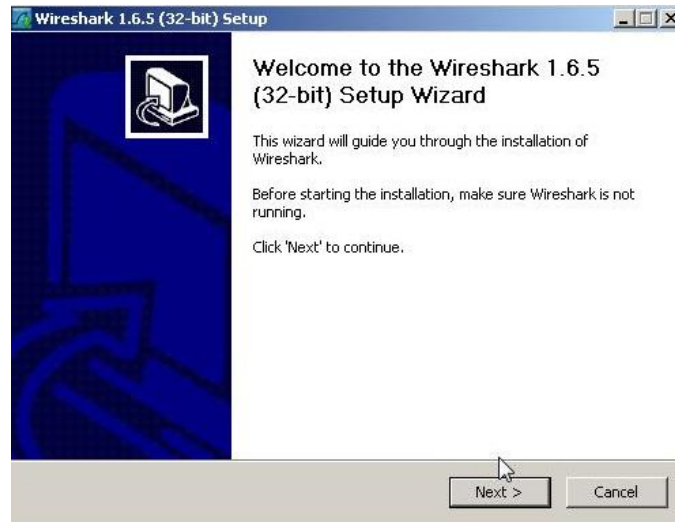 Wireshark 1.6.5 (32-bit) Setup
Welcome to the Wireshark 1.6.5
(32-bit) Setup Wizard
This wizard will guide you through the installation of
Wireshark.
Before starting the installation, make sure Wireshark is not
running.
Click 'Next' to continue.
Next >
Cancel